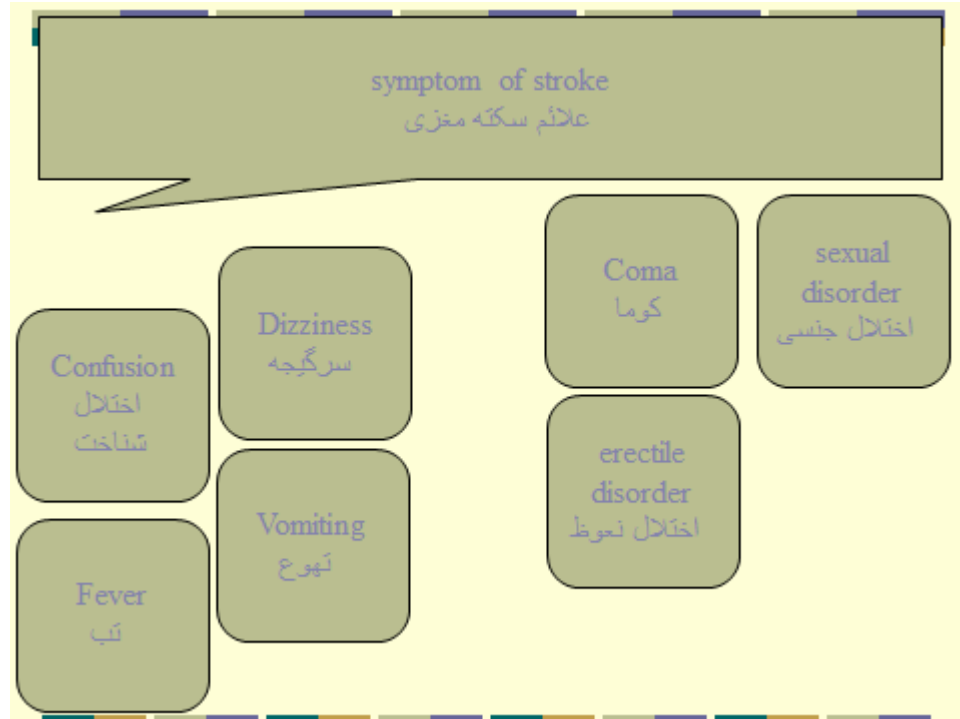 symptom of stroke
علائم سکته مغزی
Confusion
اختلال
شناخت
Dizziness
سرگیجه
Fever
تب
Vomiting
تهوع
Coma
کوما
sexual
disorder
اختلال جنسی
erectile
disorder
اختلال نعوظ